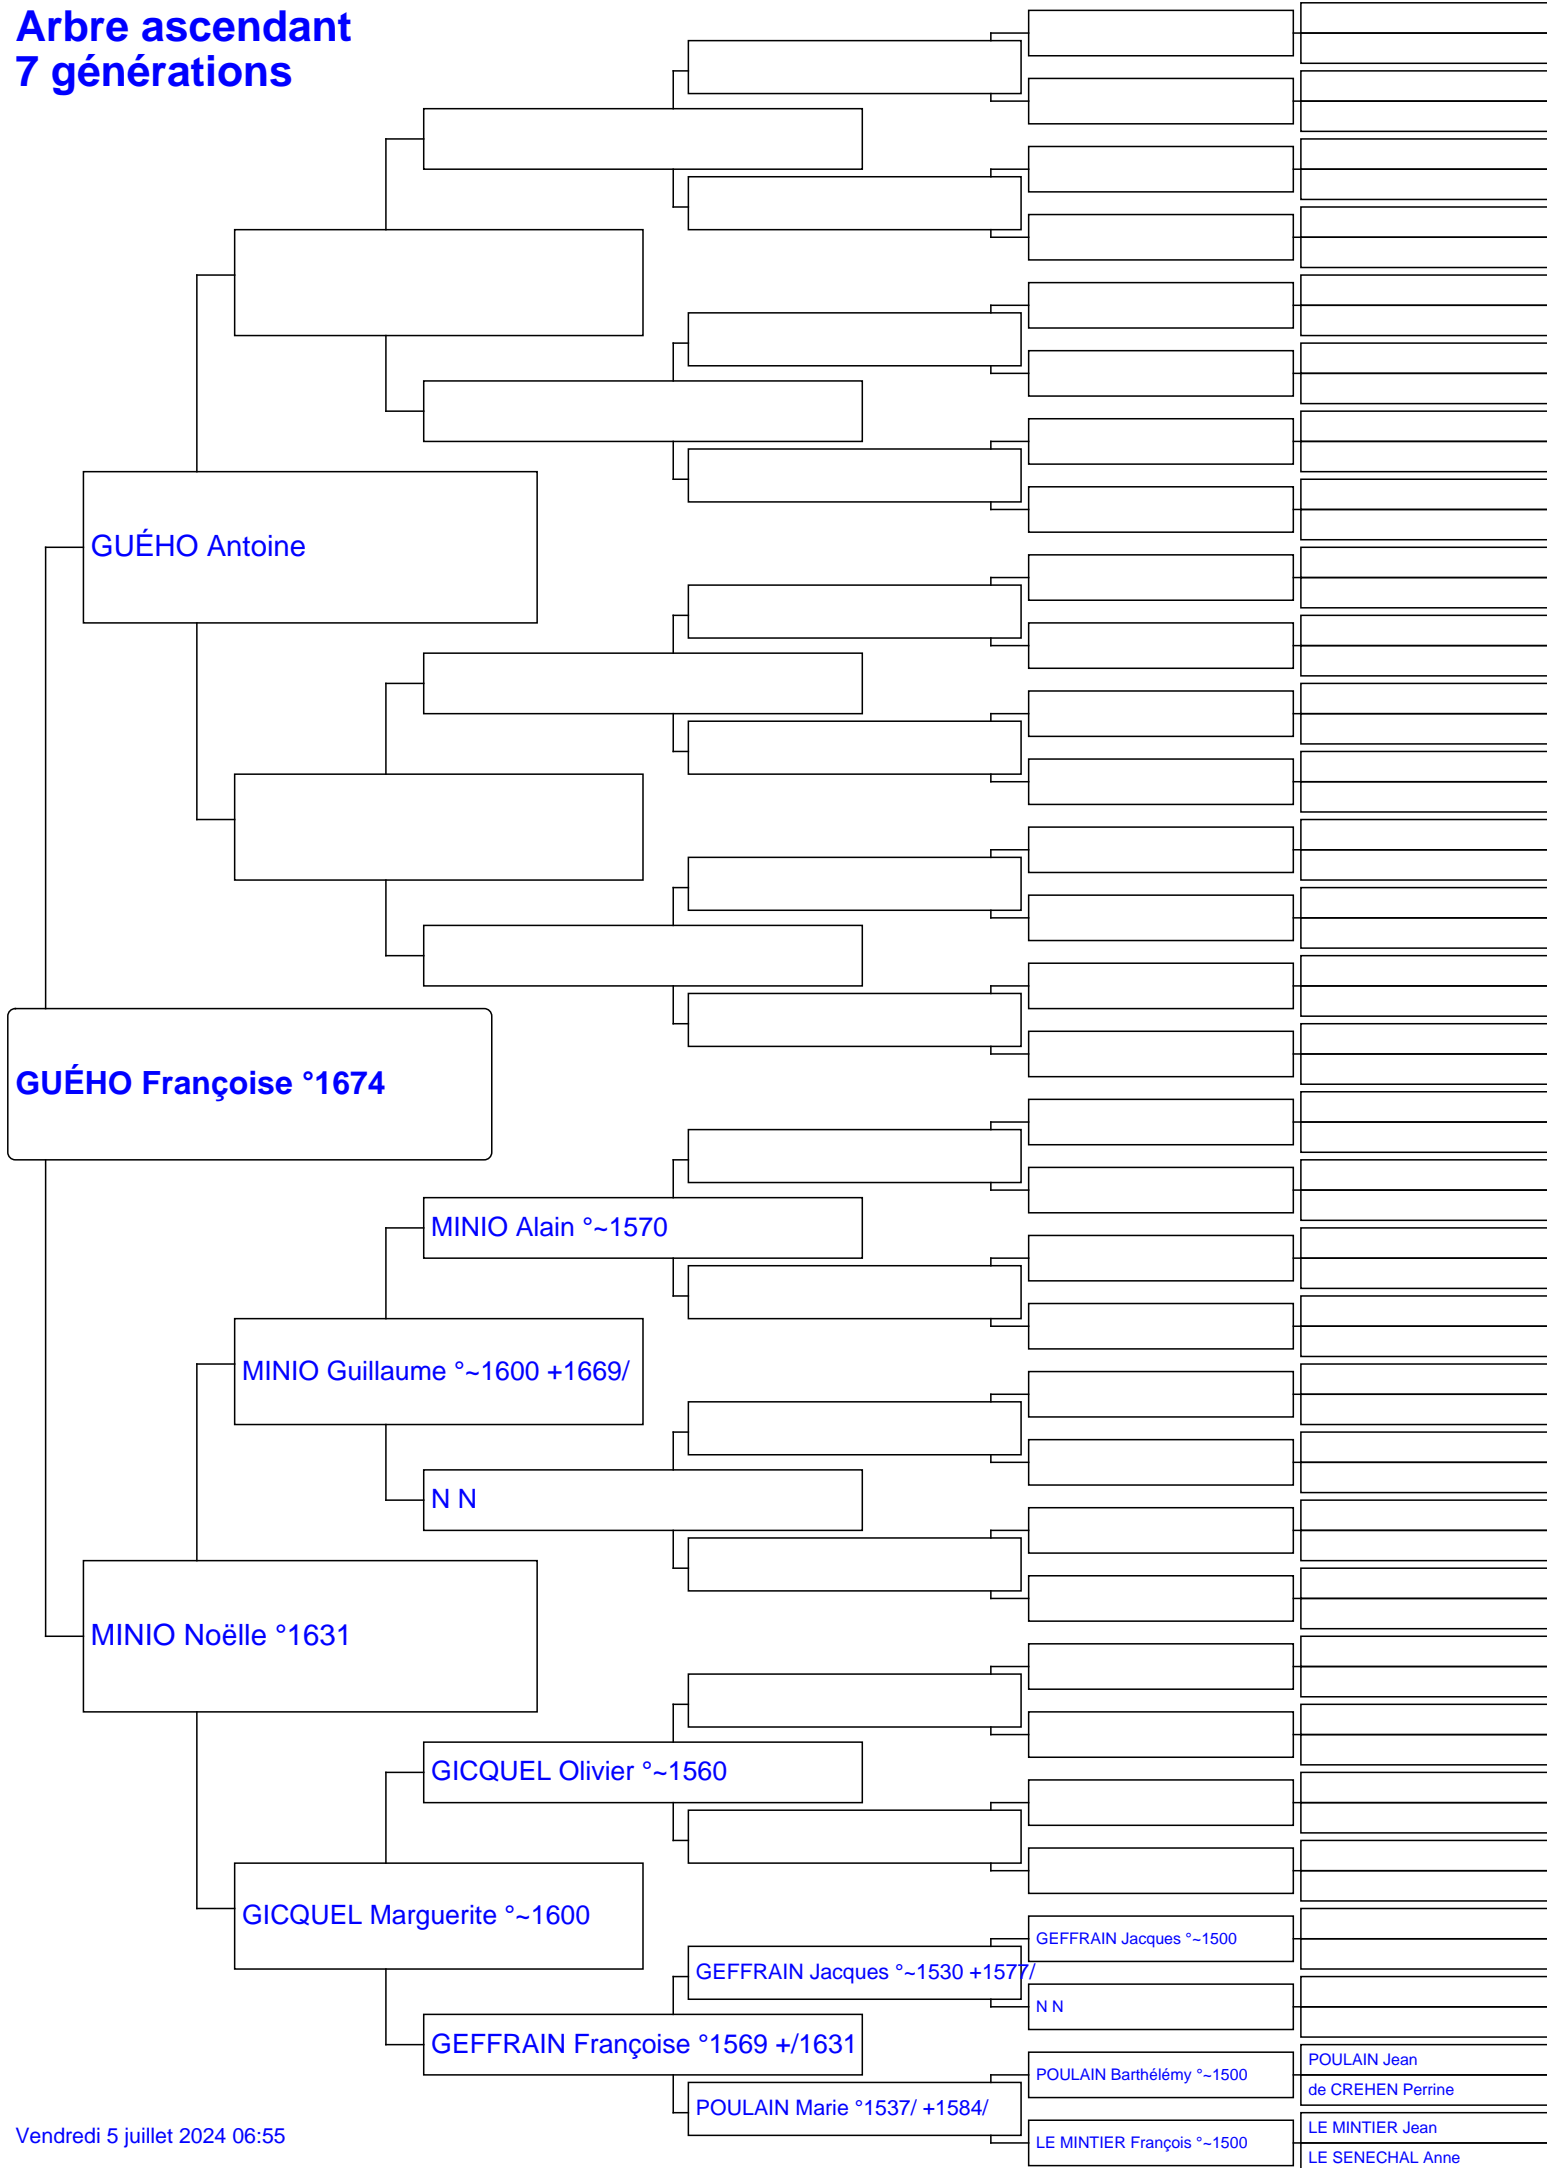 Arbre ascendant
7 générations
GUÉHO Antoine
GUÉHO Françoise °1674
MINIO Alain °~1570
MINIO Guillaume °~1600 +1669/
N N
MINIO Noëlle °1631
GICQUEL Olivier °~1560
GICQUEL Marguerite °~1600
GEFFRAIN Jacques °~1500
GEFFRAIN Jacques °~1530 +1577/
N N
GEFFRAIN Françoise °1569 +/1631
POULAIN Jean
POULAIN Barthélémy °~1500
de CREHEN Perrine
POULAIN Marie °1537/ +1584/
LE MINTIER Jean
LE MINTIER François °~1500
LE SENECHAL Anne
Vendredi 5 juillet 2024 06:55